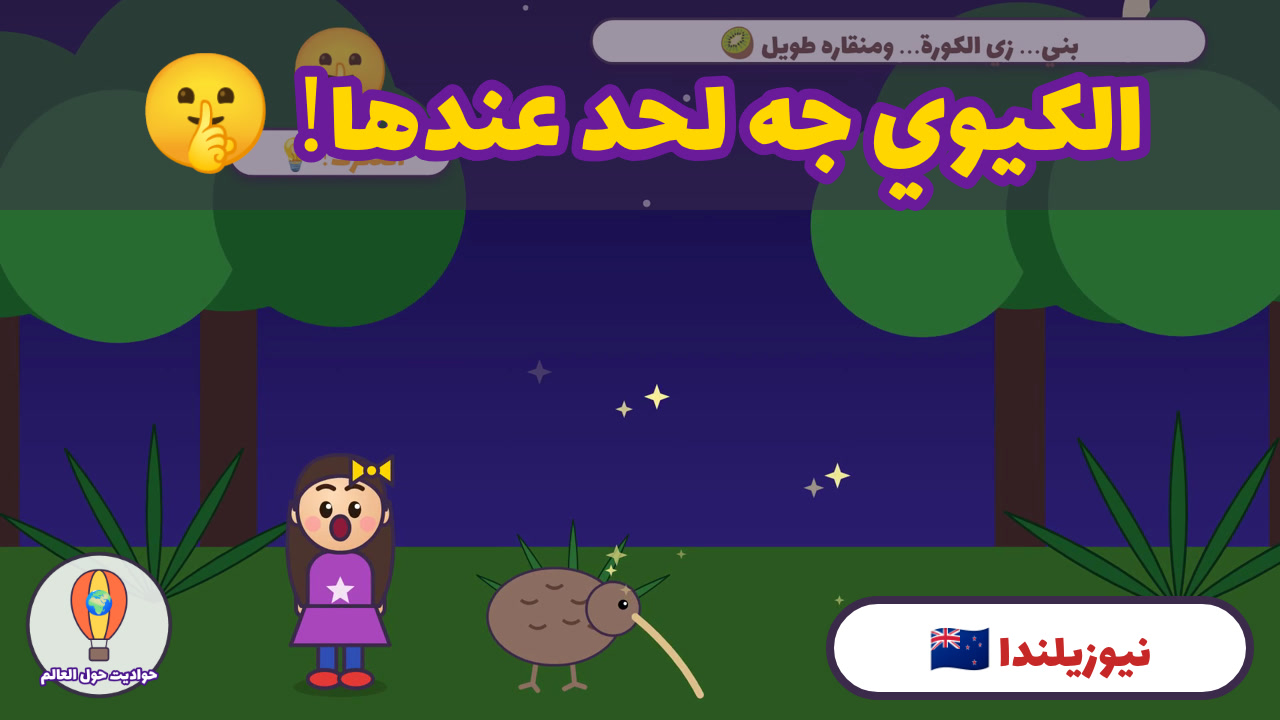 بني... زي الكورة... ومنقاره طويل 🥝
الكيوي جه لحد عندها! 🤫
نيوزيلندا 🇳🇿
حواديت حول العالم